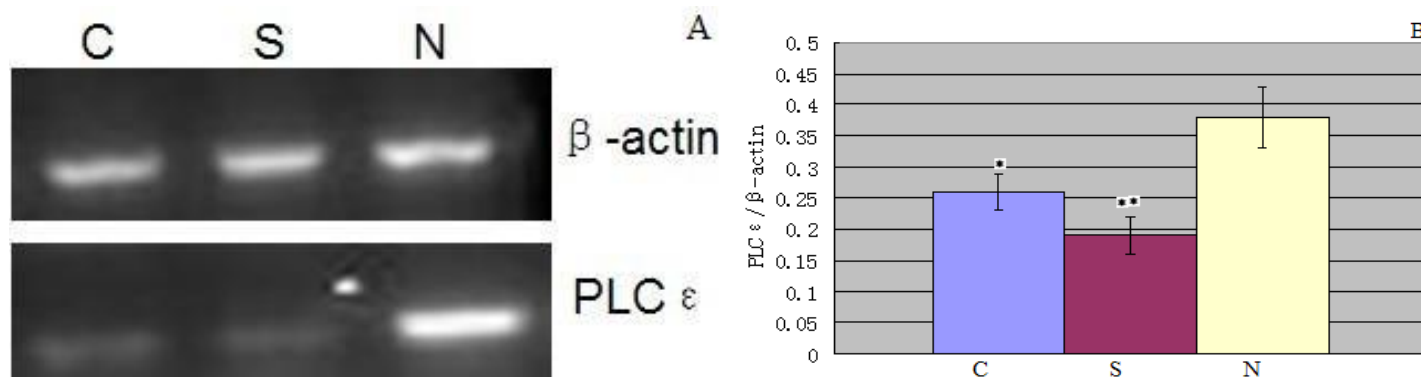 C S N
A
β-actin
PLC ε
B
PLC ε/β-actin
0.5
0.45
0.4
0.35
0.3
0.25
0.2
0.15
0.1
0.05
0
*
**
C S N